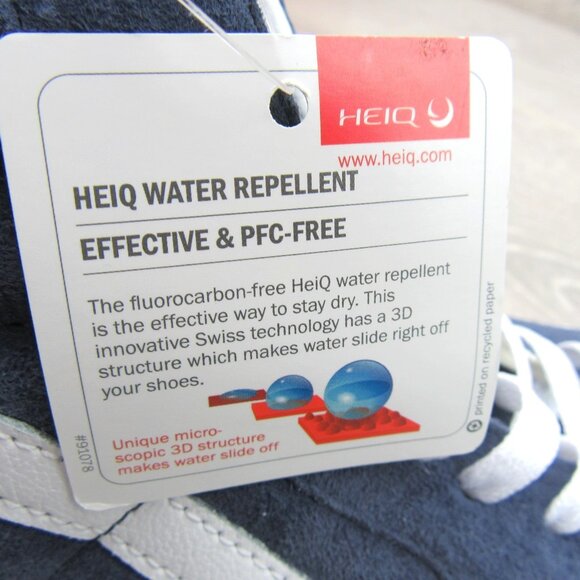 HEIQ
www.heiq.com
HEIQ WATER REPELLENT
EFFECTIVE & PFC-FREE
The fluorocarbon-free HeiQ water repellent
is the effective way to stay dry. This
innovative Swiss technology has a 3D
structure which makes water slide right off
your shoes.
Unique micro-
scopic 3D structure
makes water slide off
#91078
printed on recycled paper